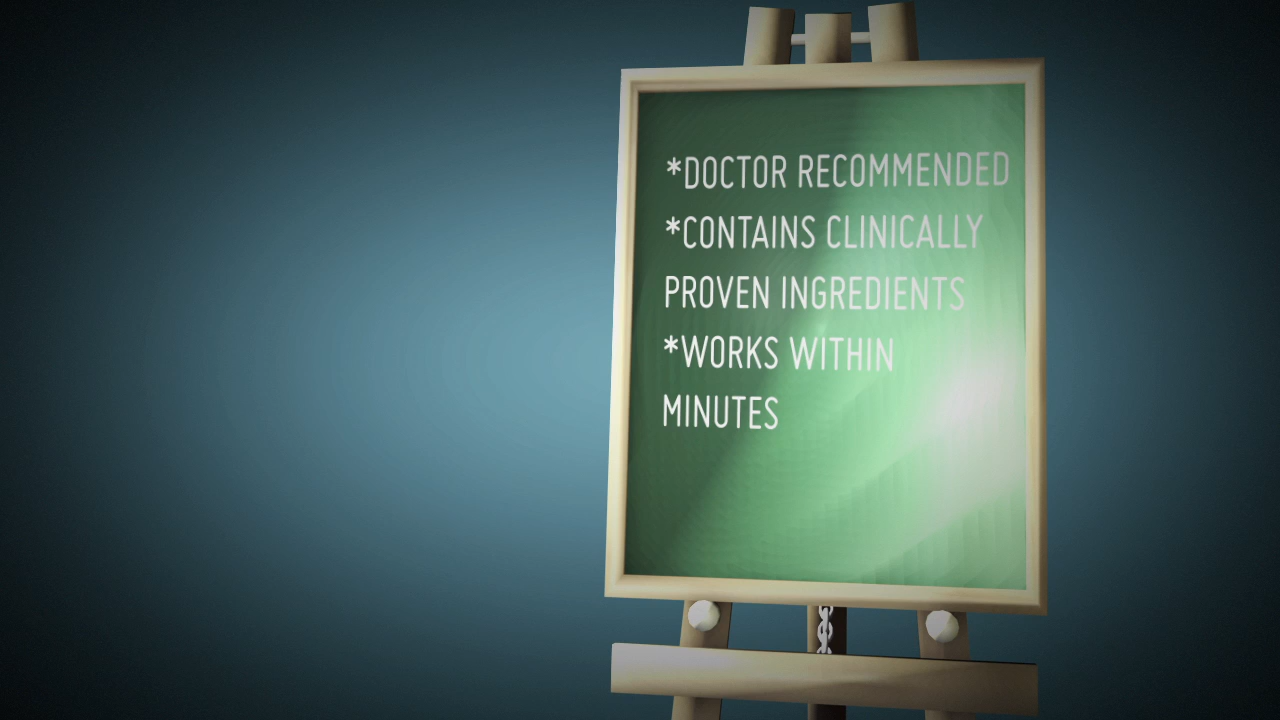 *DOCTOR RECOMMENDED
*CONTAINS CLINICALLY
PROVEN INGREDIENTS
*WORKS WITHIN
MINUTES